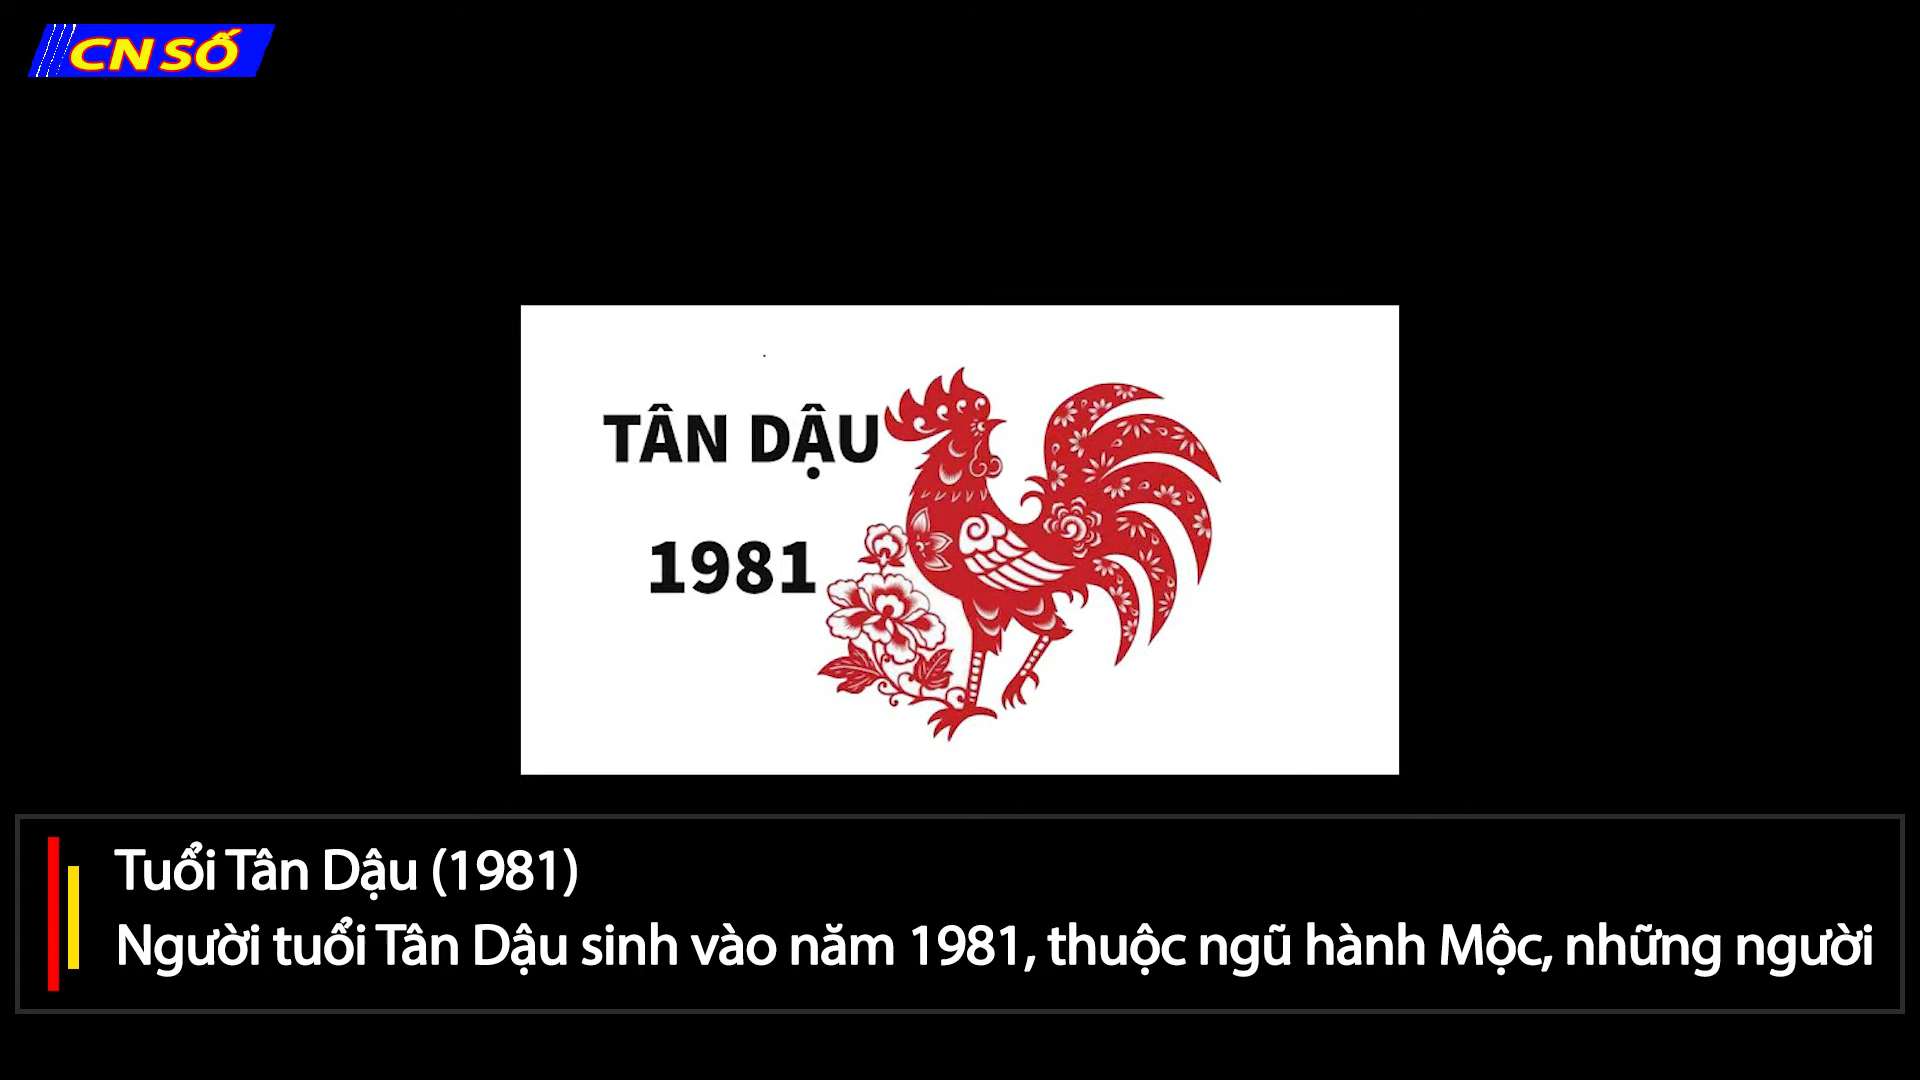 CN SỐ
TÂN DẬU
1981
Tuổi Tân Dậu (1981)
Người tuổi Tân Dậu sinh vào năm 1981, thuộc ngũ hành Mộc, những người